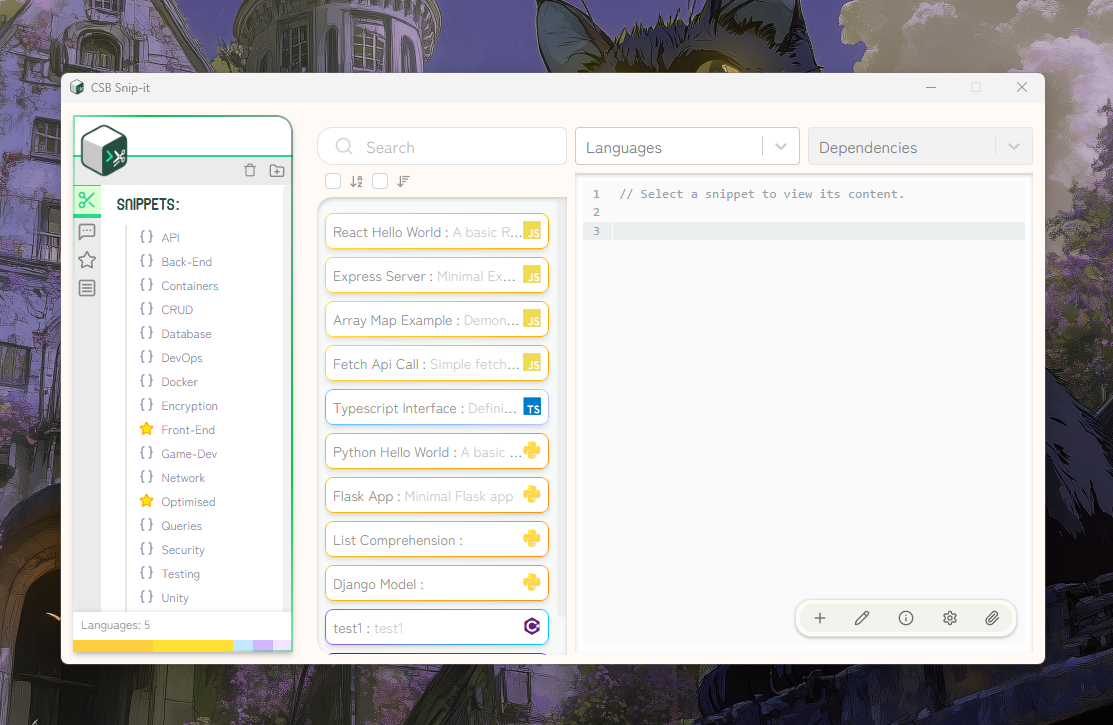 CSB Snip-it
SNIPPETS:
API
Back-End
Containers
CRUD
Database
DevOps
Docker
Encryption
Front-End
Game-Dev
Network
Optimised
Queries
Security
Testing
Unity
Languages: 5
Search
React Hello World : A basic R... JS
Express Server : Minimal Ex... JS
Array Map Example : Demon... JS
Fetch Api Call : Simple fetch... JS
Typescript Interface : Defini... TS
Python Hello World : A basic ...
Flask App : Minimal Flask app
List Comprehension :
Django Model :
test1 : test1
Languages
Dependencies
1 // Select a snippet to view its content.
2
3